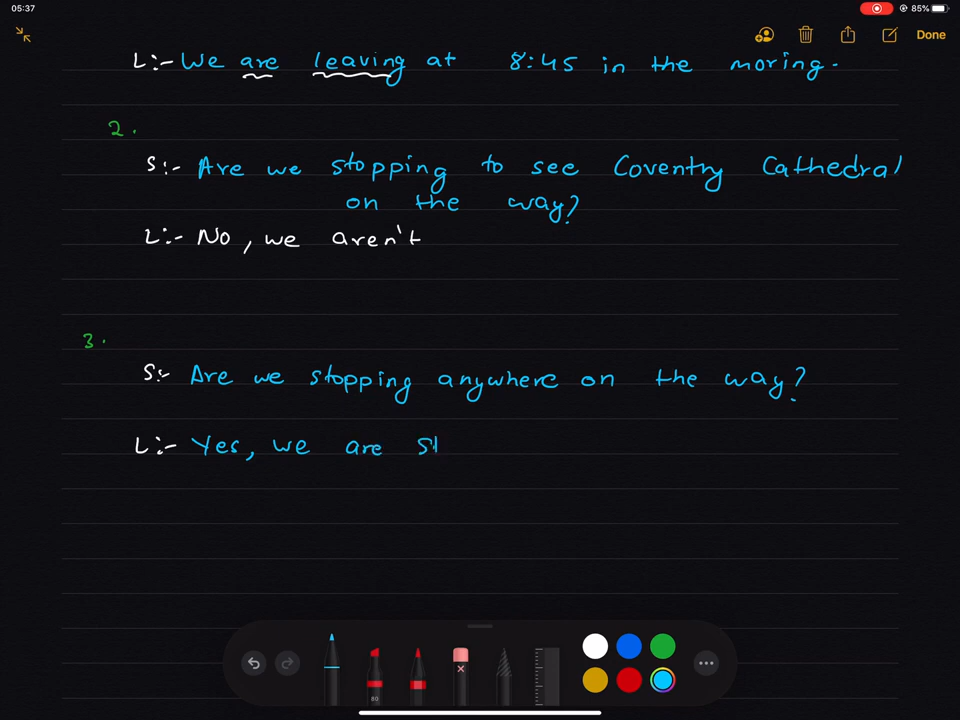 05:37
85%
Done
L:- We are leaving at 8:45 in the moring.
2.
S:- Are we stopping to see Coventry Cathedral
on the way?
L:- No, we aren't
3.
S:- Are we stopping anywhere on the way?
L:- Yes, we are St
80